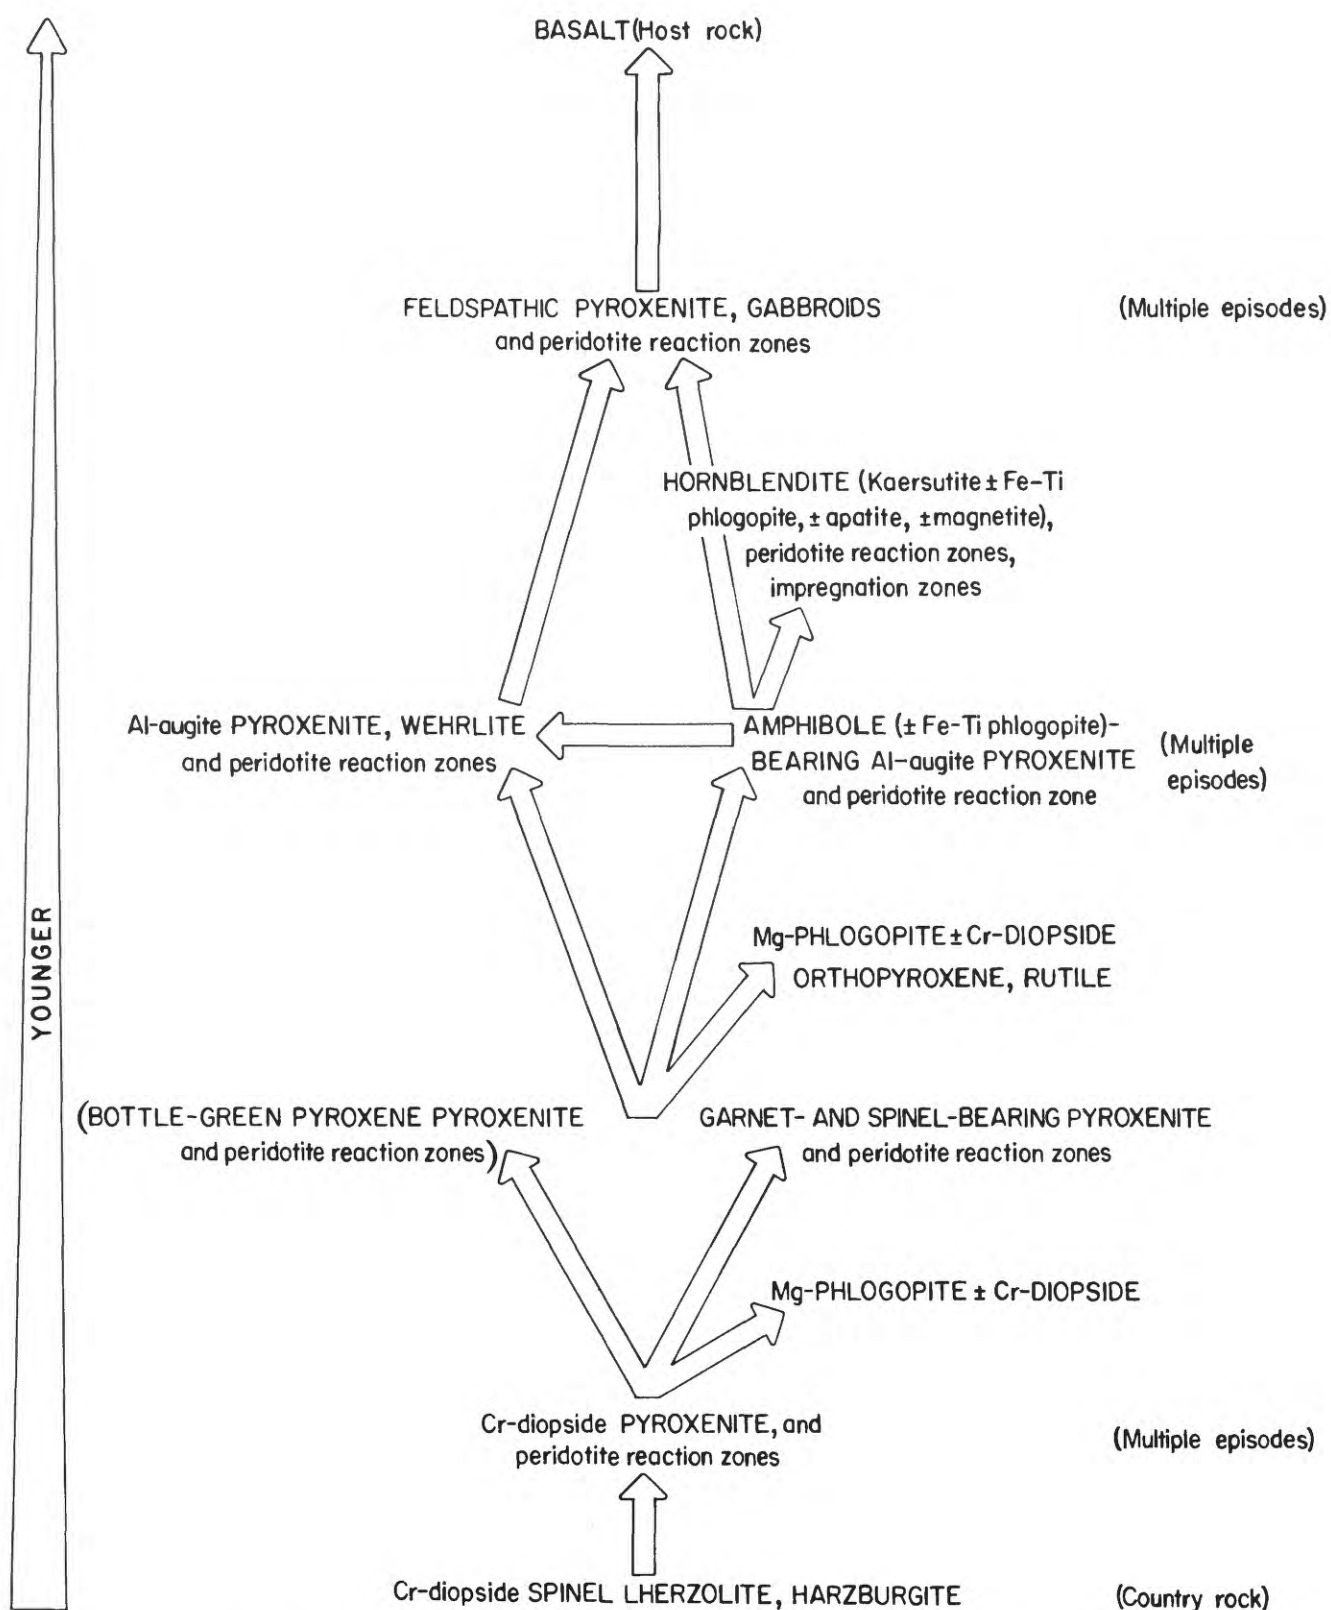 BASALT (Host rock)
FELDSPATHIC PYROXENITE, GABBROIDS
and peridotite reaction zones
(Multiple episodes)
HORNBLENDITE (Kaersutite ± Fe-Ti
phlogopite, ± apatite, ±magnetite),
peridotite reaction zones,
impregnation zones
Al-augite PYROXENITE, WEHRLITE
and peridotite reaction zones
AMPHIBOLE (± Fe-Ti phlogopite)-
BEARING Al-augite PYROXENITE
and peridotite reaction zone
(Multiple
episodes)
Mg-PHLOGOPITE ± Cr-DIOPSIDE
ORTHOPYROXENE, RUTILE
YOUNGER
(BOTTLE-GREEN PYROXENE PYROXENITE
and peridotite reaction zones)
GARNET- AND SPINEL-BEARING PYROXENITE
and peridotite reaction zones
Mg-PHLOGOPITE ± Cr-DIOPSIDE
Cr-diopside PYROXENITE, and
peridotite reaction zones
(Multiple episodes)
Cr-diopside SPINEL LHERZOLITE, HARZBURGITE
(Country rock)